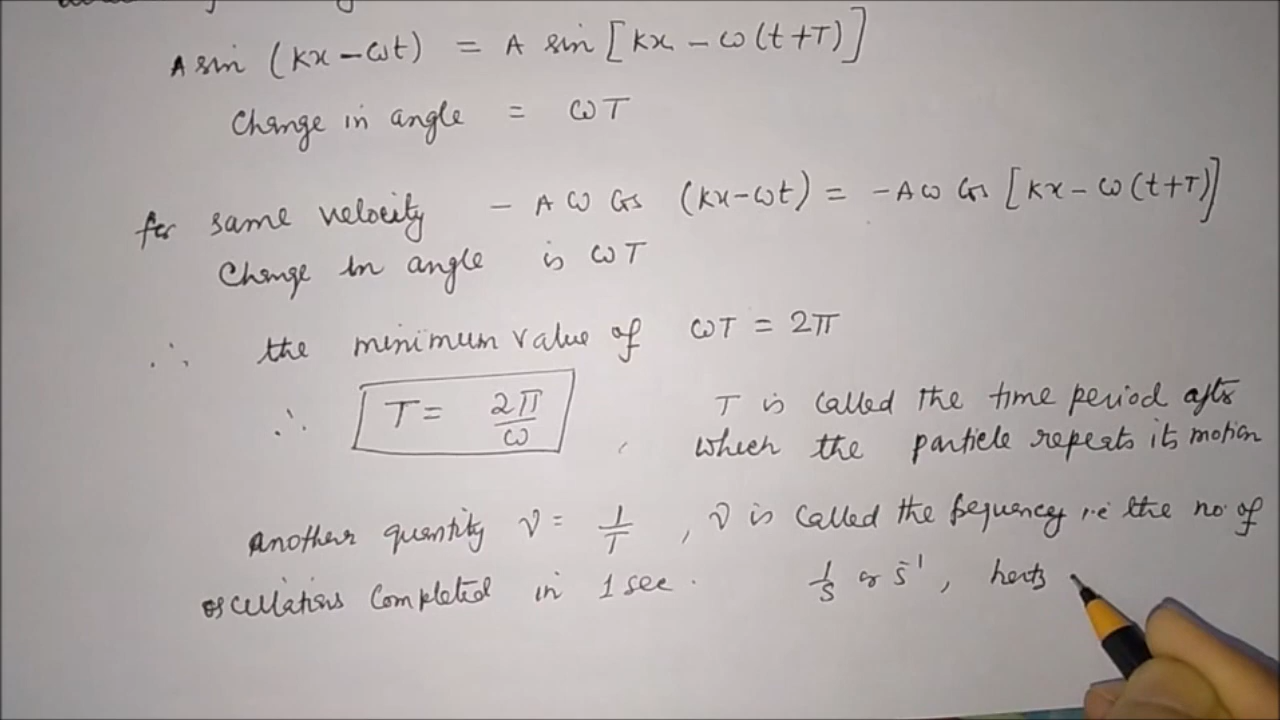 A sin (kx - ωt) = A sin [kx - ω(t+T)]
Change in angle = ωT
for same velocity - A ω Cos (kx-ωt) = -Aω Cos [kx - ω(t+T)]
Change in angle is ωT
∴ the minimum value of ωT = 2π
∴ T = 2π/ω , T is called the time period after
which the particle repeats its motion
Another quantity ν = 1/T , ν is called the frequency i.e the no. of
oscillations completed in 1 sec. 1/s or s⁻¹, hertz